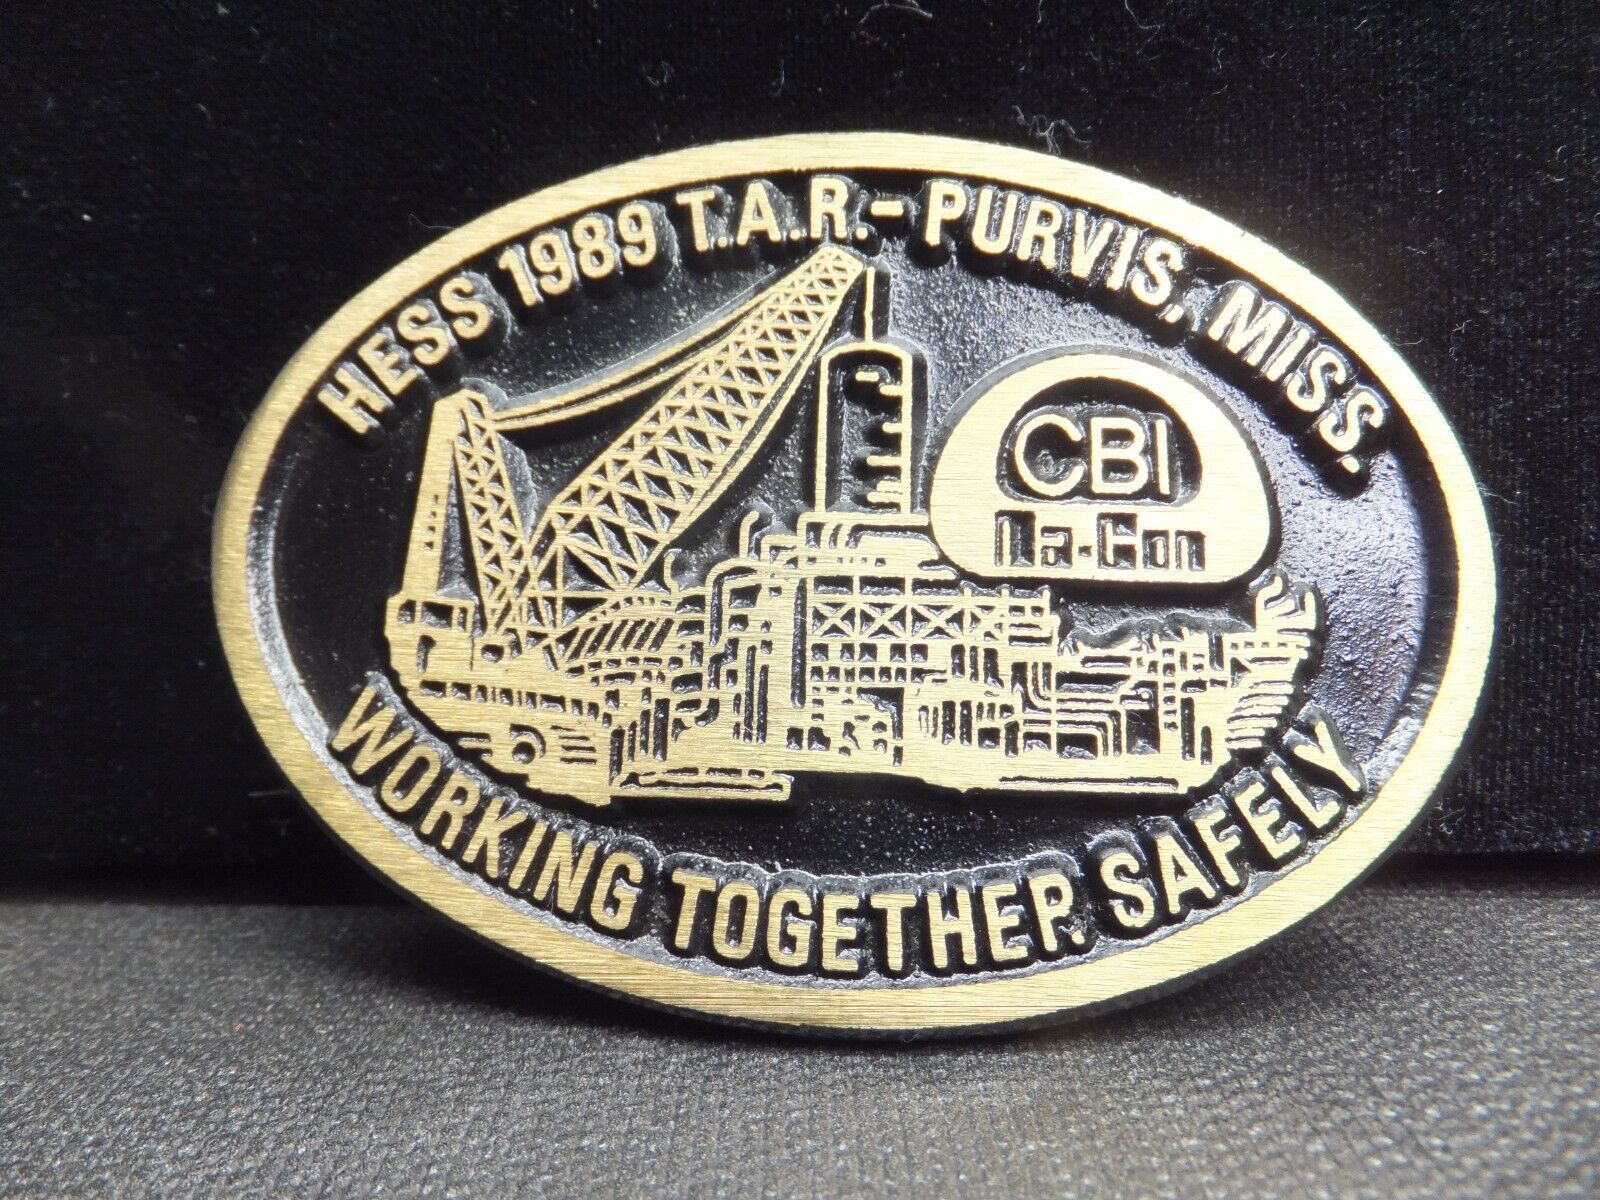 HESS 1989 T.A.R.-PURVIS, MISS.
CBI
Na-Con
WORKING TOGETHER SAFELY